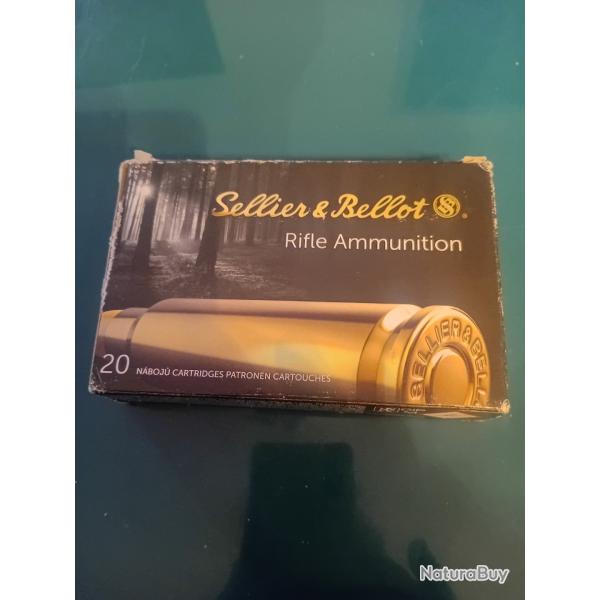 Sellier & Bellot ®
Rifle Ammunition
SELLIER & BELL
20 NÁBOJŮ CARTRIDGES PATRONEN CARTOUCHES
NaturaBuy